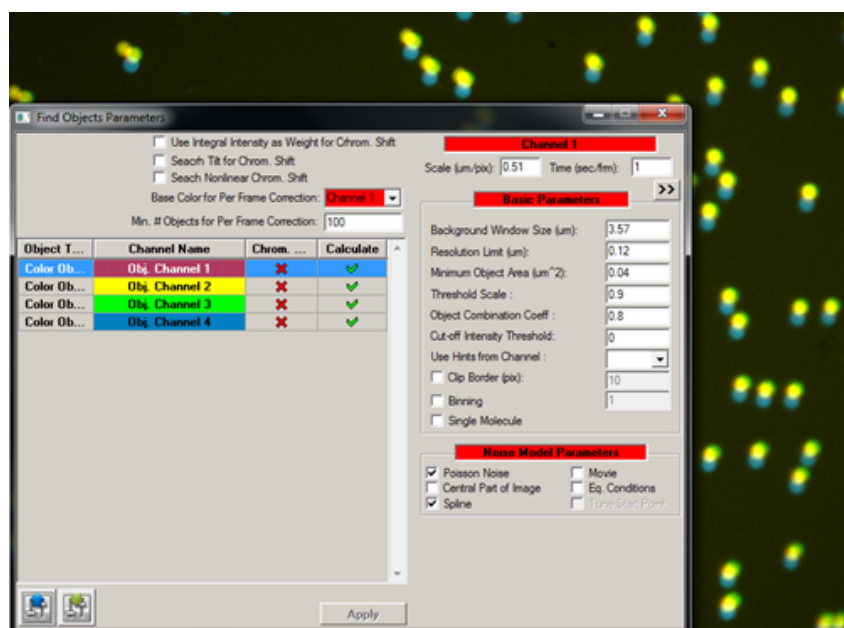 Find Objects Parameters
Use Integral Intensity as Weight for Crhrom. Shift
Seacrh Tilt for Chrom. Shift
Seach Nonlinear Chrom. Shift
Base Color for Per Frame Correction: Channel 1
Min. # Objects for Per Frame Correction: 100
Object T... Channel Name Chrom. ... Calculate
Color Ob... Obj. Channel 1
Color Ob... Obj. Channel 2
Color Ob... Obj. Channel 3
Color Ob... Obj. Channel 4
Apply
Channel 1
Scale (um/pix): 0.51 Time (sec/frm): 1
>>
Basic Parameters
Background Window Size (um): 3.57
Resolution Limit (um): 0.12
Minimum Object Area (um^2): 0.04
Threshold Scale : 0.9
Object Combination Coeff : 0.8
Cut-off Intensity Threshold: 0
Use Hints from Channel :
Clip Border (pix): 10
Binning 1
Single Molecule
Noise Model Parameters
Poisson Noise Movie
Central Part of Image Eq. Conditions
Spline Tune Start Point